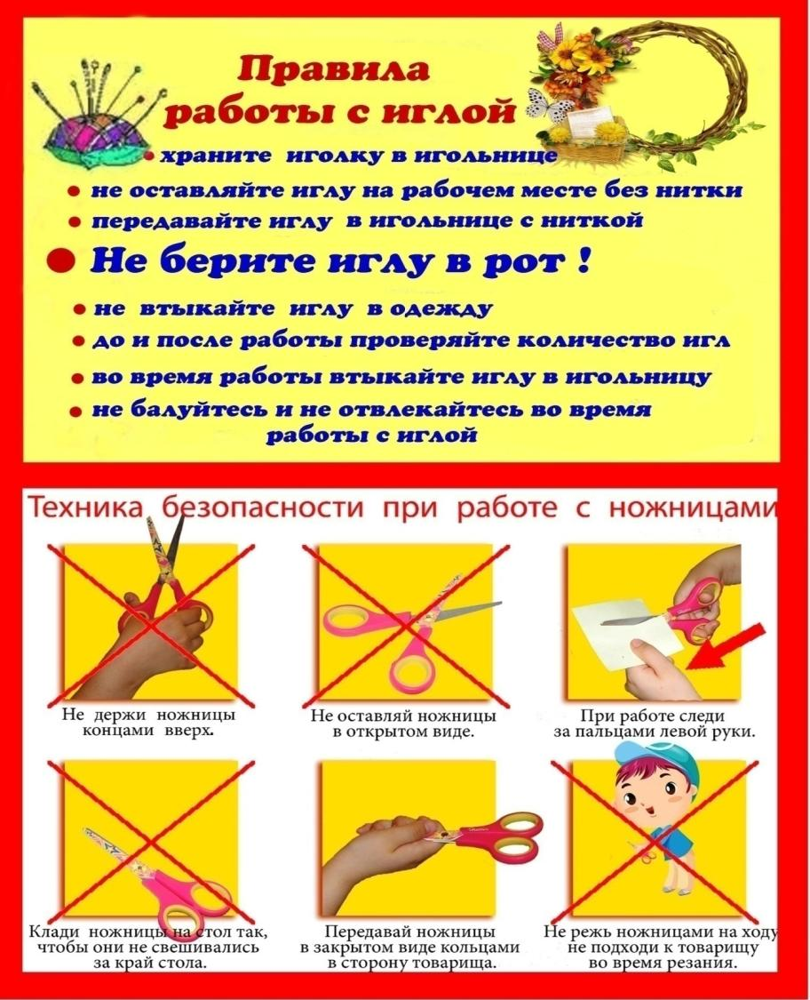 Правила
работы с иглой
• храните иголку в игольнице
• не оставляйте иглу на рабочем месте без нитки
• передавайте иглу в игольнице с ниткой
• Не берите иглу в рот !
• не втыкайте иглу в одежду
• до и после работы проверяйте количество игл
• во время работы втыкайте иглу в игольницу
• не балуйтесь и не отвлекайтесь во время
работы с иглой
Техника безопасности при работе с ножницами
Не держи ножницы
концами вверх.
Не оставляй ножницы
в открытом виде.
При работе следи
за пальцами левой руки.
Клади ножницы на стол так,
чтобы они не свешивались
за край стола.
Передавай ножницы
в закрытом виде кольцами
в сторону товарища.
Не режь ножницами на ходу
не подходи к товарищу
во время резания.